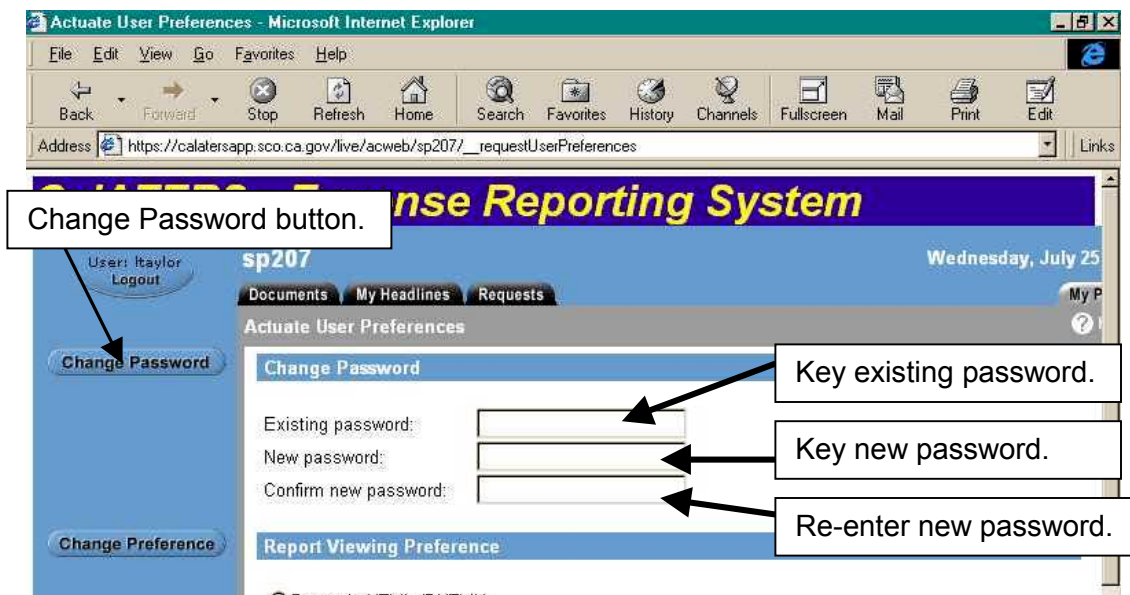 Actuate User Preferences - Microsoft Internet Explorer
File Edit View Go Favorites Help
Back Forward Stop Refresh Home Search Favorites History Channels Fullscreen Mail Print Edit
Address https://calatersapp.sco.ca.gov/live/acweb/sp207/__requestUserPreferences Links
Reporting System
Change Password button.
User: ltaylor
Logout
sp207
Wednesday, July 25
Documents My Headlines Requests
My P
Actuate User Preferences
Change Password
Change Password
Key existing password.
Existing password:
New password:
Key new password.
Confirm new password:
Re-enter new password.
Change Preference
Report Viewing Preference